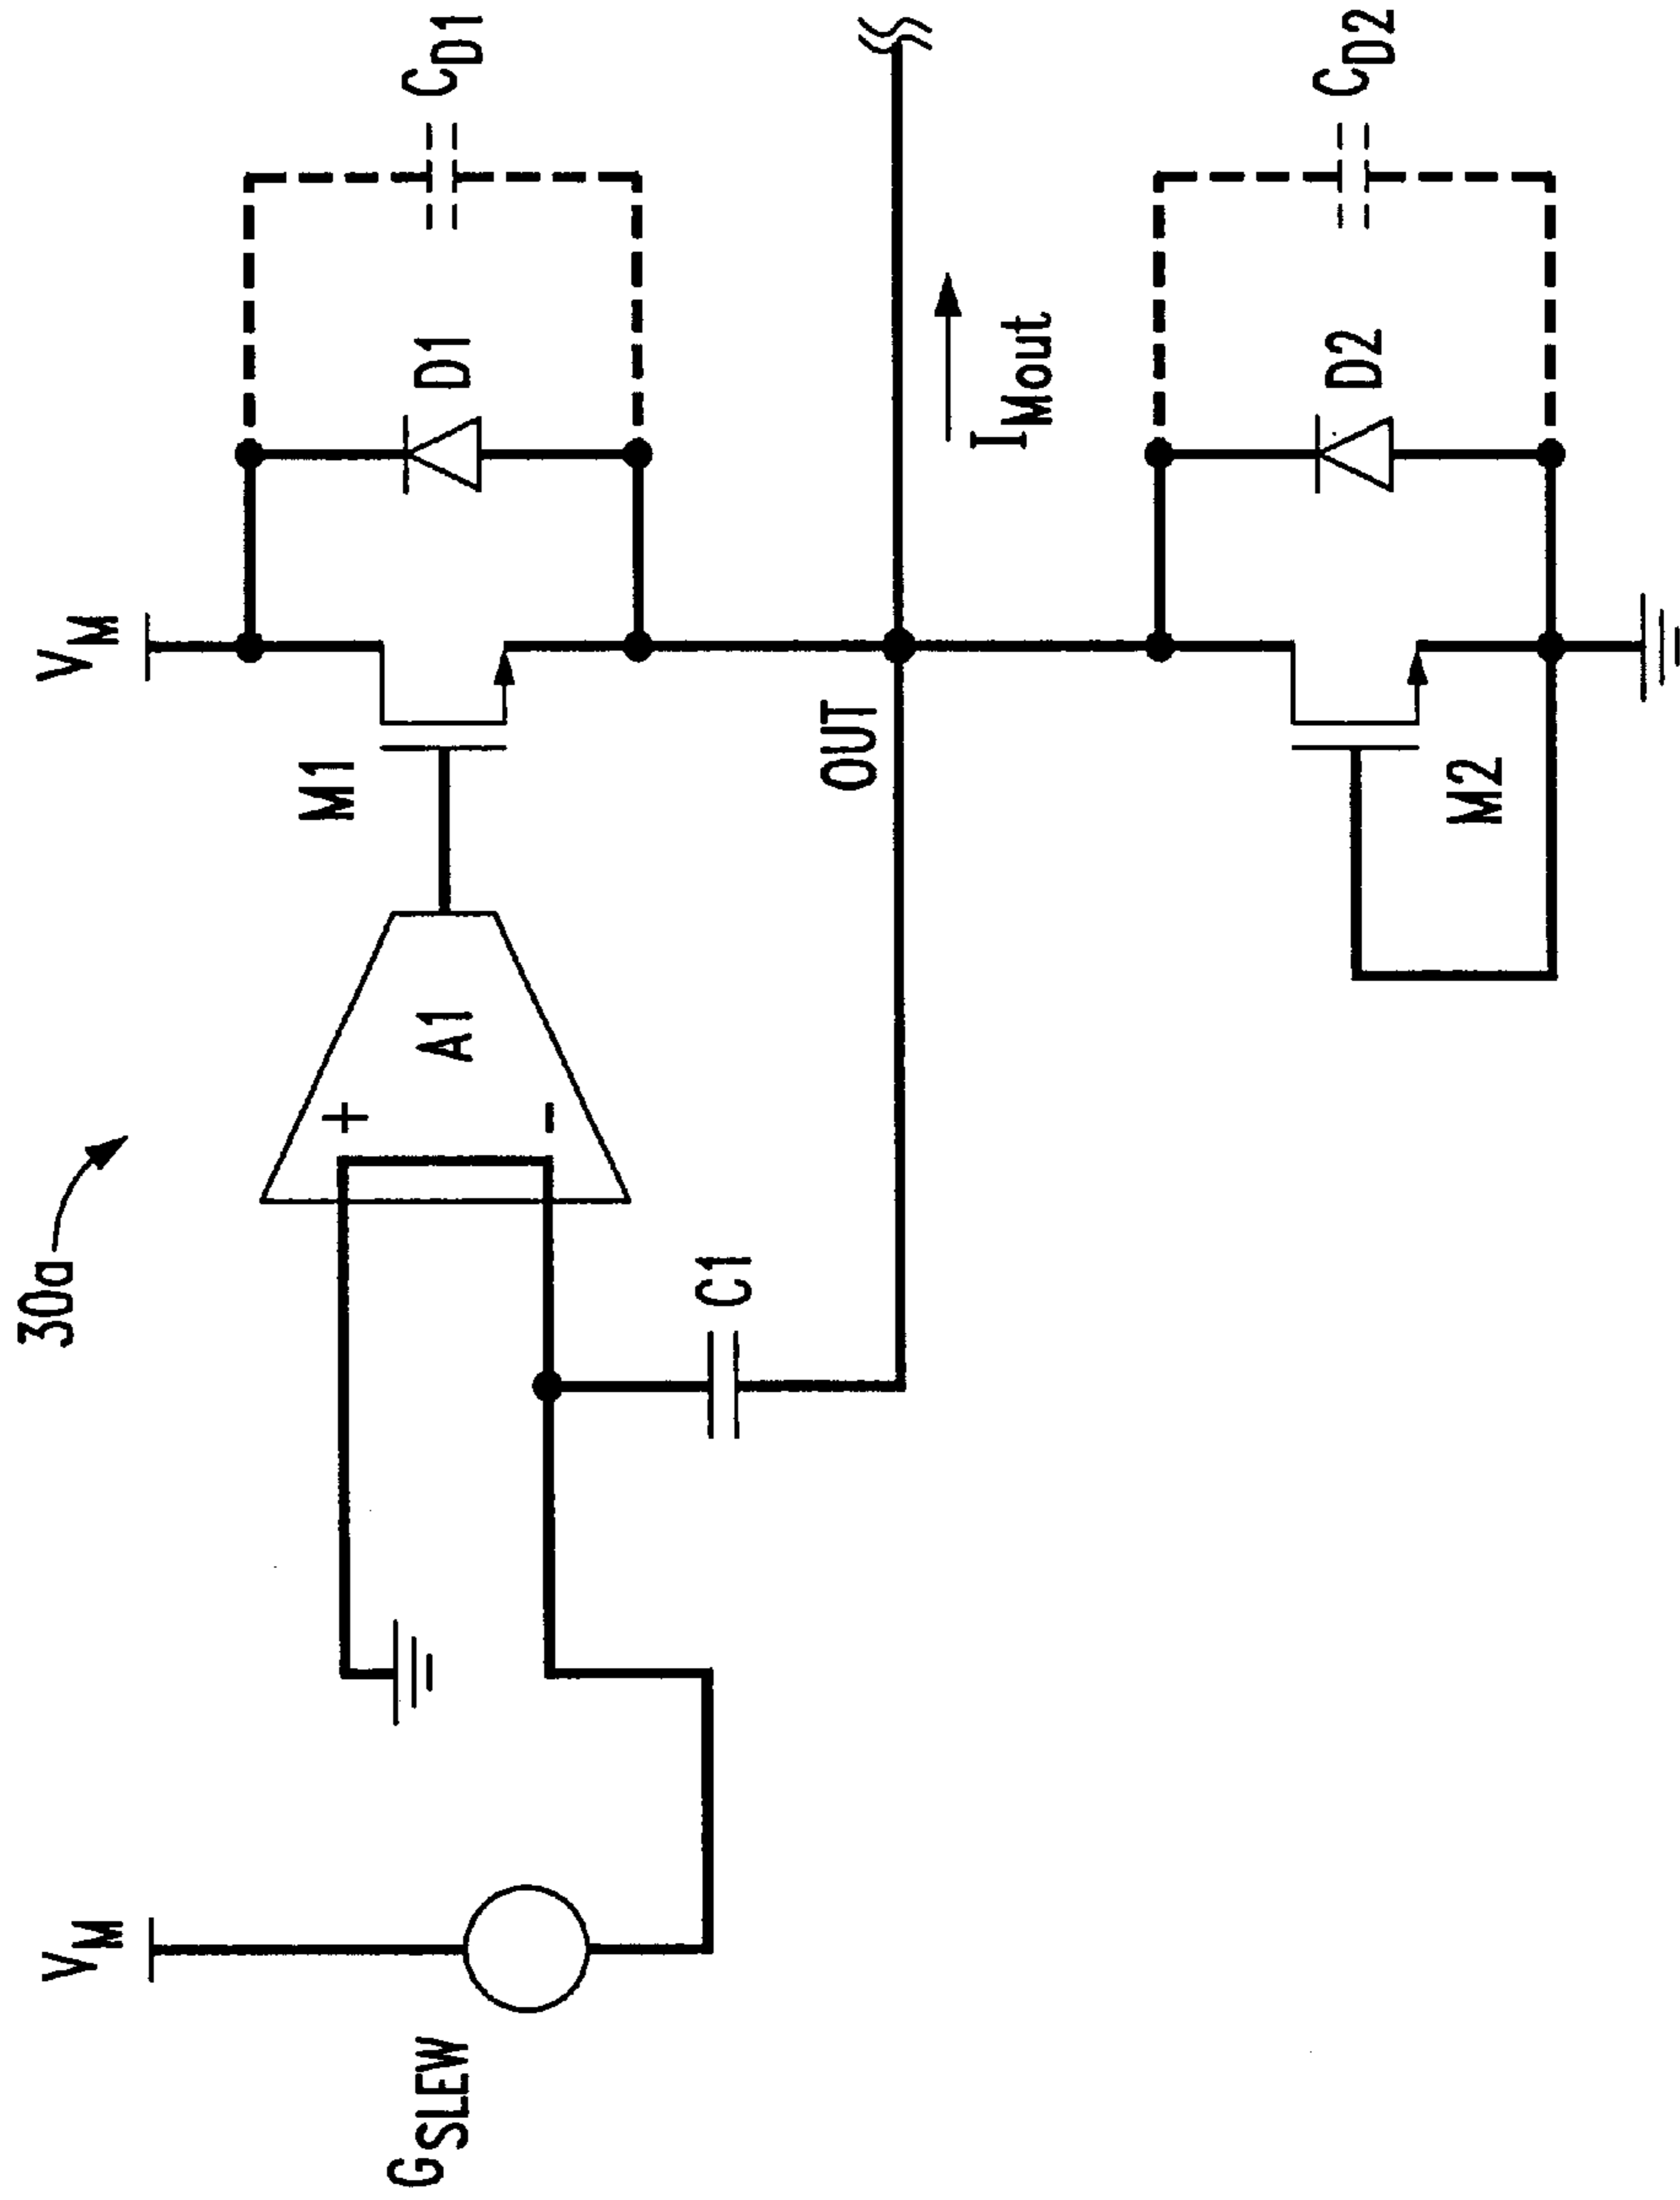 30a
V_M
V_M
G_SLEW
+
-
A1
M1
D1
C_D1
C1
OUT
I_Mout
M2
D2
C_D2